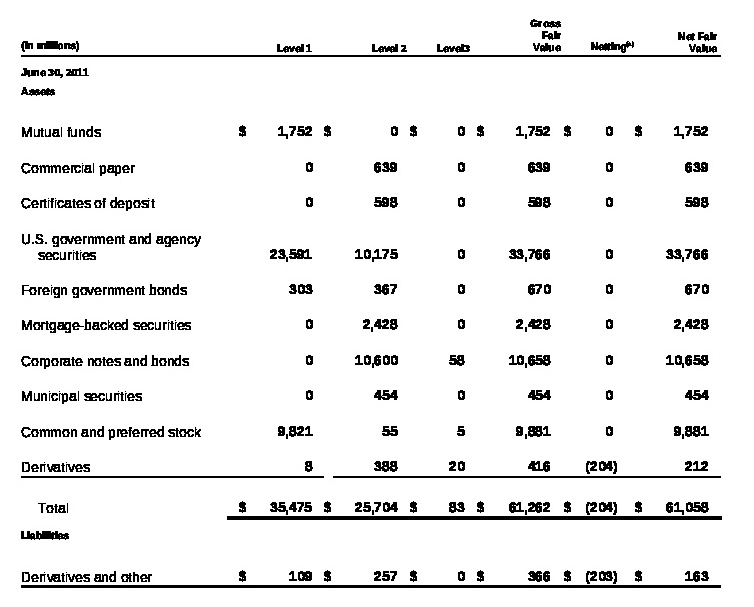 Gross
Fair
Value
Net Fair
Value
(In millions) Level 1 Level 2 Level3 Netting(a)
June 30, 2011
Assets
Mutual funds $ 1,752 $ 0 $ 0 $ 1,752 $ 0 $ 1,752
Commercial paper 0 639 0 639 0 639
Certificates of deposit 0 598 0 598 0 598
U.S. government and agency
securities 23,591 10,175 0 33,766 0 33,766
Foreign government bonds 303 367 0 670 0 670
Mortgage-backed securities 0 2,428 0 2,428 0 2,428
Corporate notes and bonds 0 10,600 58 10,658 0 10,658
Municipal securities 0 454 0 454 0 454
Common and preferred stock 9,821 55 5 9,881 0 9,881
Derivatives 8 388 20 416 (204) 212
Total $ 35,475 $ 25,704 $ 83 $ 61,262 $ (204) $ 61,058
Liabilities
Derivatives and other $ 109 $ 257 $ 0 $ 366 $ (203) $ 163